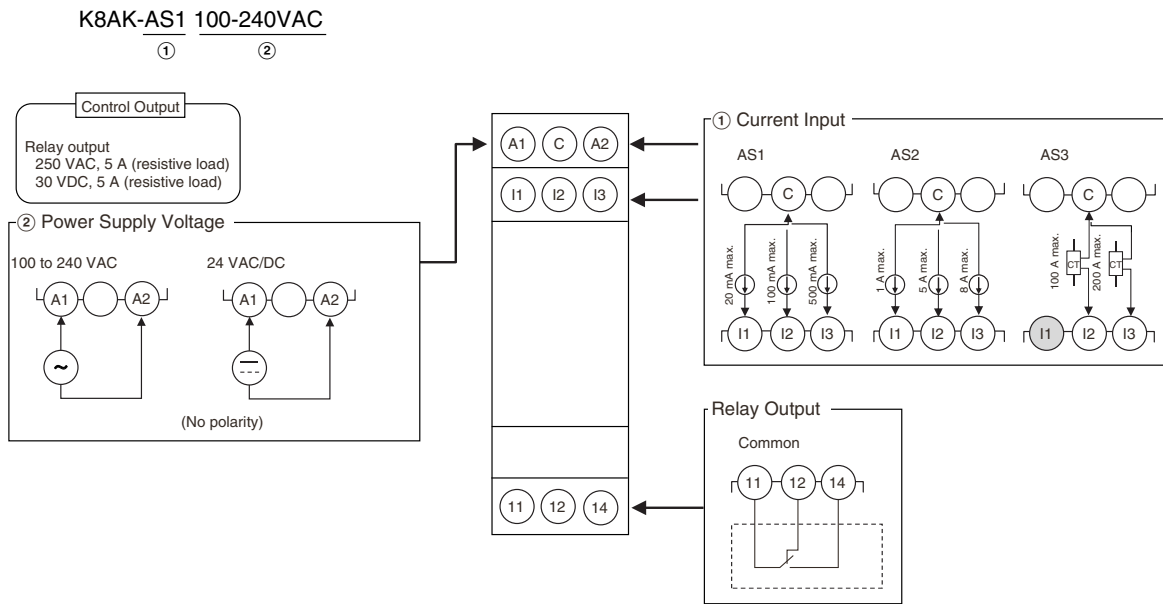 K8AK-AS1 100-240VAC
① ②
Control Output
Relay output
250 VAC, 5 A (resistive load)
30 VDC, 5 A (resistive load)
② Power Supply Voltage
100 to 240 VAC 24 VAC/DC
A1 A2 A1 A2
~
(No polarity)
A1 C A2
I1 I2 I3
11 12 14
① Current Input
AS1 AS2 AS3
C C C
20 mA max. 100 mA max. 500 mA max. 1 A max. 5 A max. 8 A max. 100 A max. CT 200 A max. CT
I1 I2 I3 I1 I2 I3 I1 I2 I3
Relay Output
Common
11 12 14